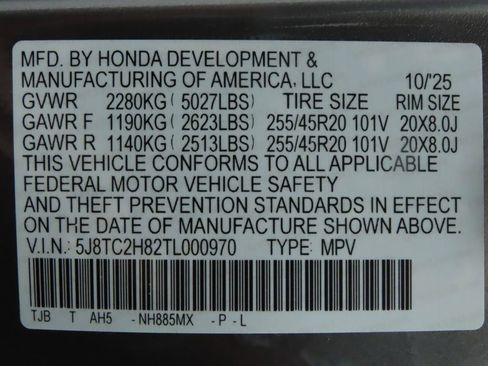 MFD. BY HONDA DEVELOPMENT &
MANUFACTURING OF AMERICA, LLC 10/'25
GVWR 2280KG ( 5027LBS) TIRE SIZE RIM SIZE
GAWR F 1190KG ( 2623LBS) 255/45R20 101V 20X8.0J
GAWR R 1140KG ( 2513LBS) 255/45R20 101V 20X8.0J
THIS VEHICLE CONFORMS TO ALL APPLICABLE
FEDERAL MOTOR VEHICLE SAFETY
AND THEFT PREVENTION STANDARDS IN EFFECT
ON THE DATE OF MANUFACTURE SHOWN ABOVE.
V.I.N.: 5J8TC2H82TL000970 TYPE: MPV
TJB T AH5 - NH885MX - P - L